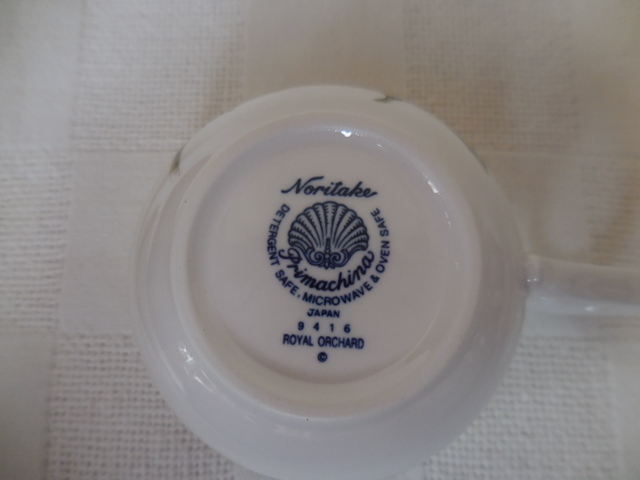 Noritake
Primachina
DETERGENT SAFE. MICROWAVE & OVEN SAFE
JAPAN
9416
ROYAL ORCHARD
©